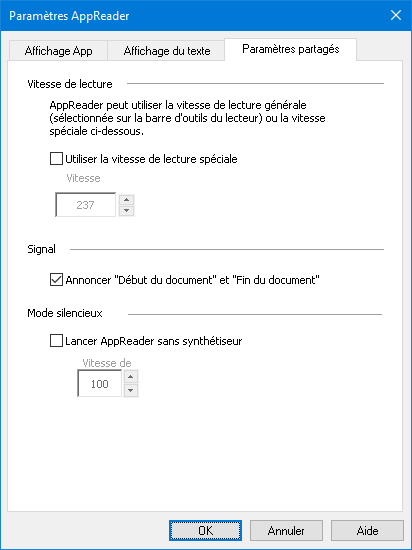 Paramètres AppReader
Affichage App
Affichage du texte
Paramètres partagés
Vitesse de lecture
AppReader peut utiliser la vitesse de lecture générale
(sélectionnée sur la barre d'outils du lecteur) ou la vitesse
spéciale ci-dessous.
Utiliser la vitesse de lecture spéciale
Vitesse
237
Signal
Annoncer "Début du document" et "Fin du document"
Mode silencieux
Lancer AppReader sans synthétiseur
Vitesse de
100
OK
Annuler
Aide